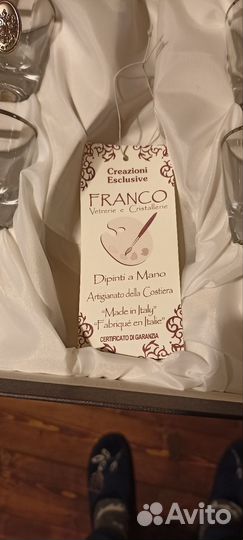 Creazioni
Esclusive
FRANCO
Vetrerie e Cristallerie
Dipinti a Mano
Artigianato della Costiera
"Made in Italy"
"Fabriqué en Italie"
CERTIFICATO DI GARANZIA
Avito